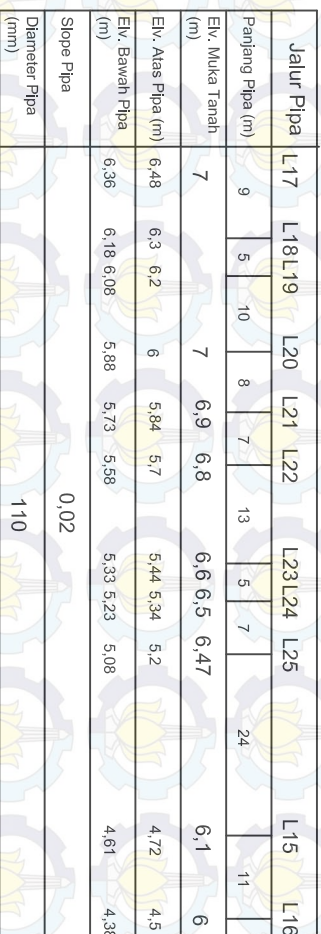 Jalur Pipa L17 L18 L19 L20 L21 L22 L23 L24 L25 L15 L16
Panjang Pipa (m) 9 5 10 8 7 13 5 7 24 11
Elv. Muka Tanah (m) 7 7 6,9 6,8 6,6 6,5 6,47 6,1 6
Elv. Atas Pipa (m) 6,48 6,3 6,2 6 5,84 5,7 5,44 5,34 5,2 4,72 4,5
Elv. Bawah Pipa (m) 6,36 6,18 6,08 5,88 5,73 5,58 5,33 5,23 5,08 4,61 4,38
Slope Pipa 0,02
Diameter Pipa (mm) 110